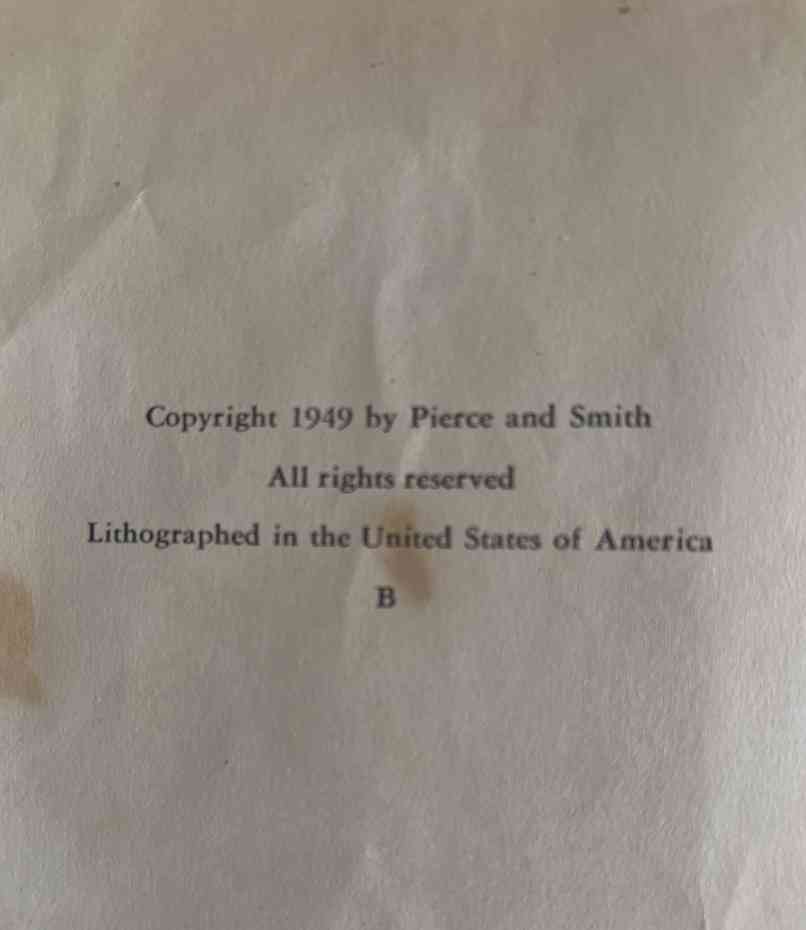 Copyright 1949 by Pierce and Smith
All rights reserved
Lithographed in the United States of America
B